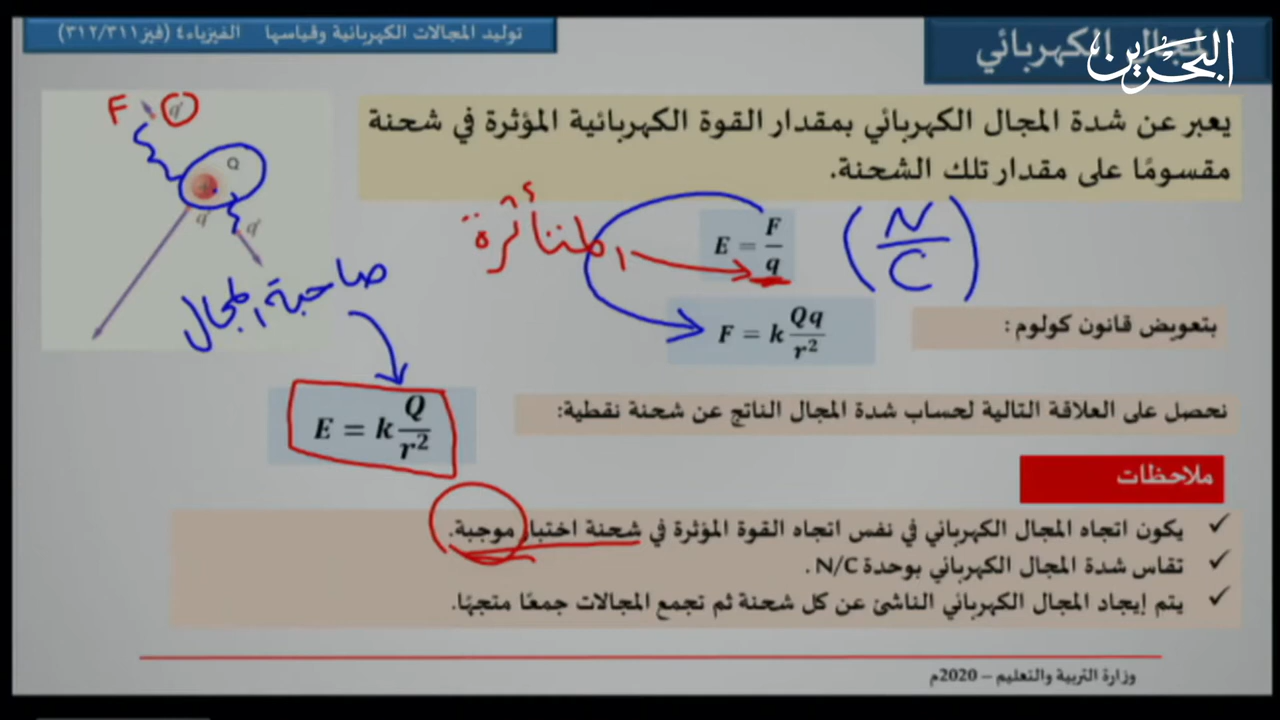 المجال الكهربائي
البحرين
توليد المجالات الكهربائية وقياسها الفيزياء٤ (فيز٣١٢/٣١١)
يعبر عن شدة المجال الكهربائي بمقدار القوة الكهربائية المؤثرة في شحنة
مقسومًا على مقدار تلك الشحنة.
F q'
Q
q' q'
صاحبة المجال
المتأثرة
E = F/q
(N/C)
بتعويض قانون كولوم :
F = k Qq/r²
نحصل على العلاقة التالية لحساب شدة المجال الناتج عن شحنة نقطية:
E = k Q/r²
ملاحظات
✓ يكون اتجاه المجال الكهربائي في نفس اتجاه القوة المؤثرة في شحنة اختبار موجبة.
✓ تقاس شدة المجال الكهربائي بوحدة N/C .
✓ يتم إيجاد المجال الكهربائي الناشئ عن كل شحنة ثم تجمع المجالات جمعًا متجهًا.
وزارة التربية والتعليم – 2020م